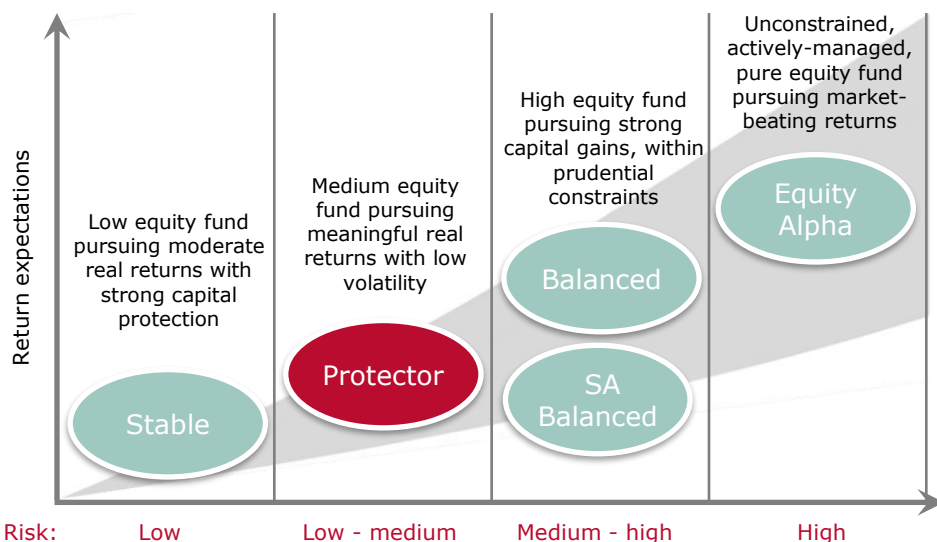 Return expectations
Low equity fund
pursuing moderate
real returns with
strong capital
protection
Stable
Medium equity
fund pursuing
meaningful real
returns with low
volatility
Protector
High equity fund
pursuing strong
capital gains, within
prudential
constraints
Balanced
SA
Balanced
Unconstrained,
actively-managed,
pure equity fund
pursuing market-
beating returns
Equity
Alpha
Risk:
Low
Low - medium
Medium - high
High